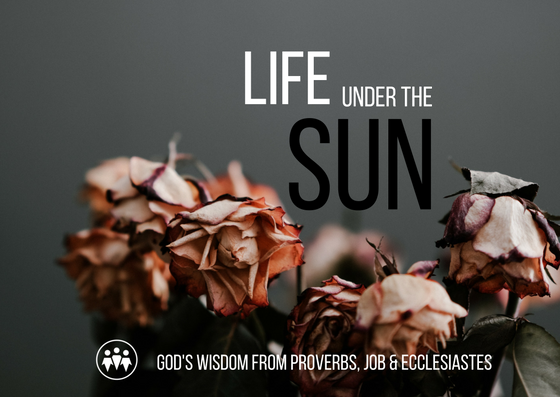 LIFE UNDER THE
SUN
GOD'S WISDOM FROM PROVERBS, JOB & ECCLESIASTES